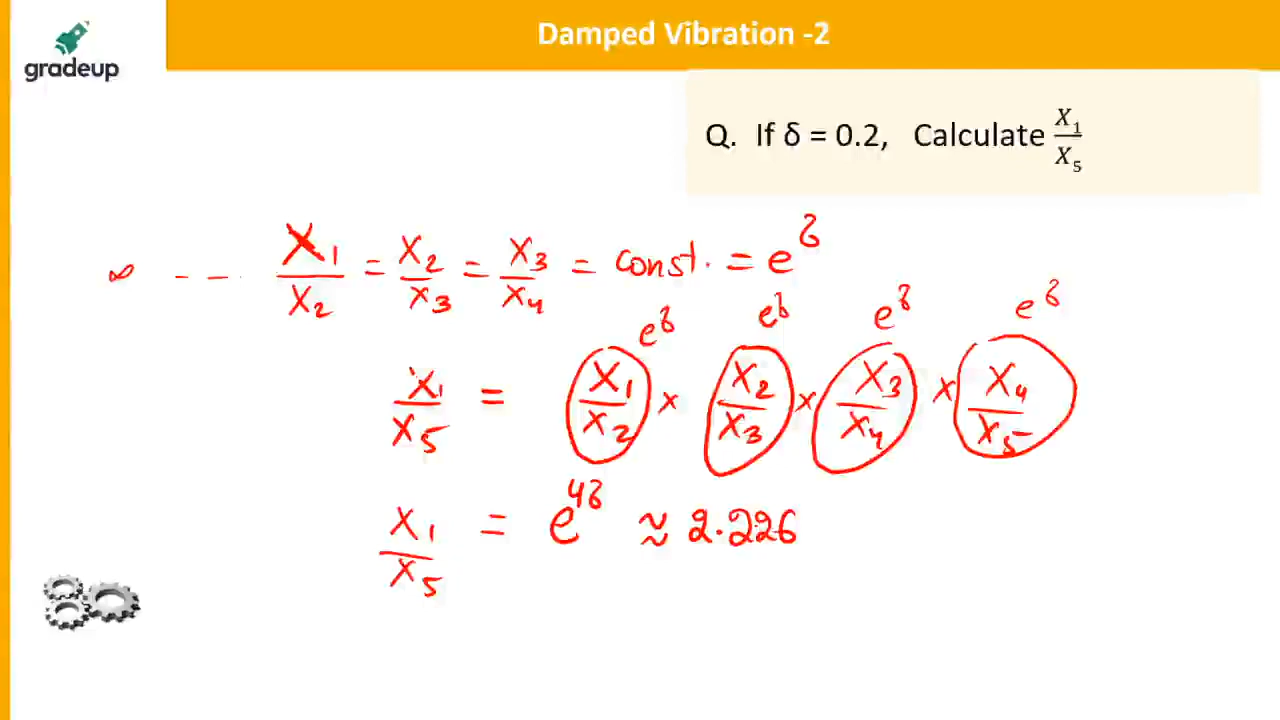 Damped Vibration -2
gradeup
Q. If δ = 0.2, Calculate X₁/X₅
∞ --- X₁/X₂ = X₂/X₃ = X₃/X₄ = const. = e^δ
e^δ e^δ e^δ e^δ
X₁/X₅ = X₁/X₂ × X₂/X₃ × X₃/X₄ × X₄/X₅
X₁/X₅ = e^4δ ≈ 2.226